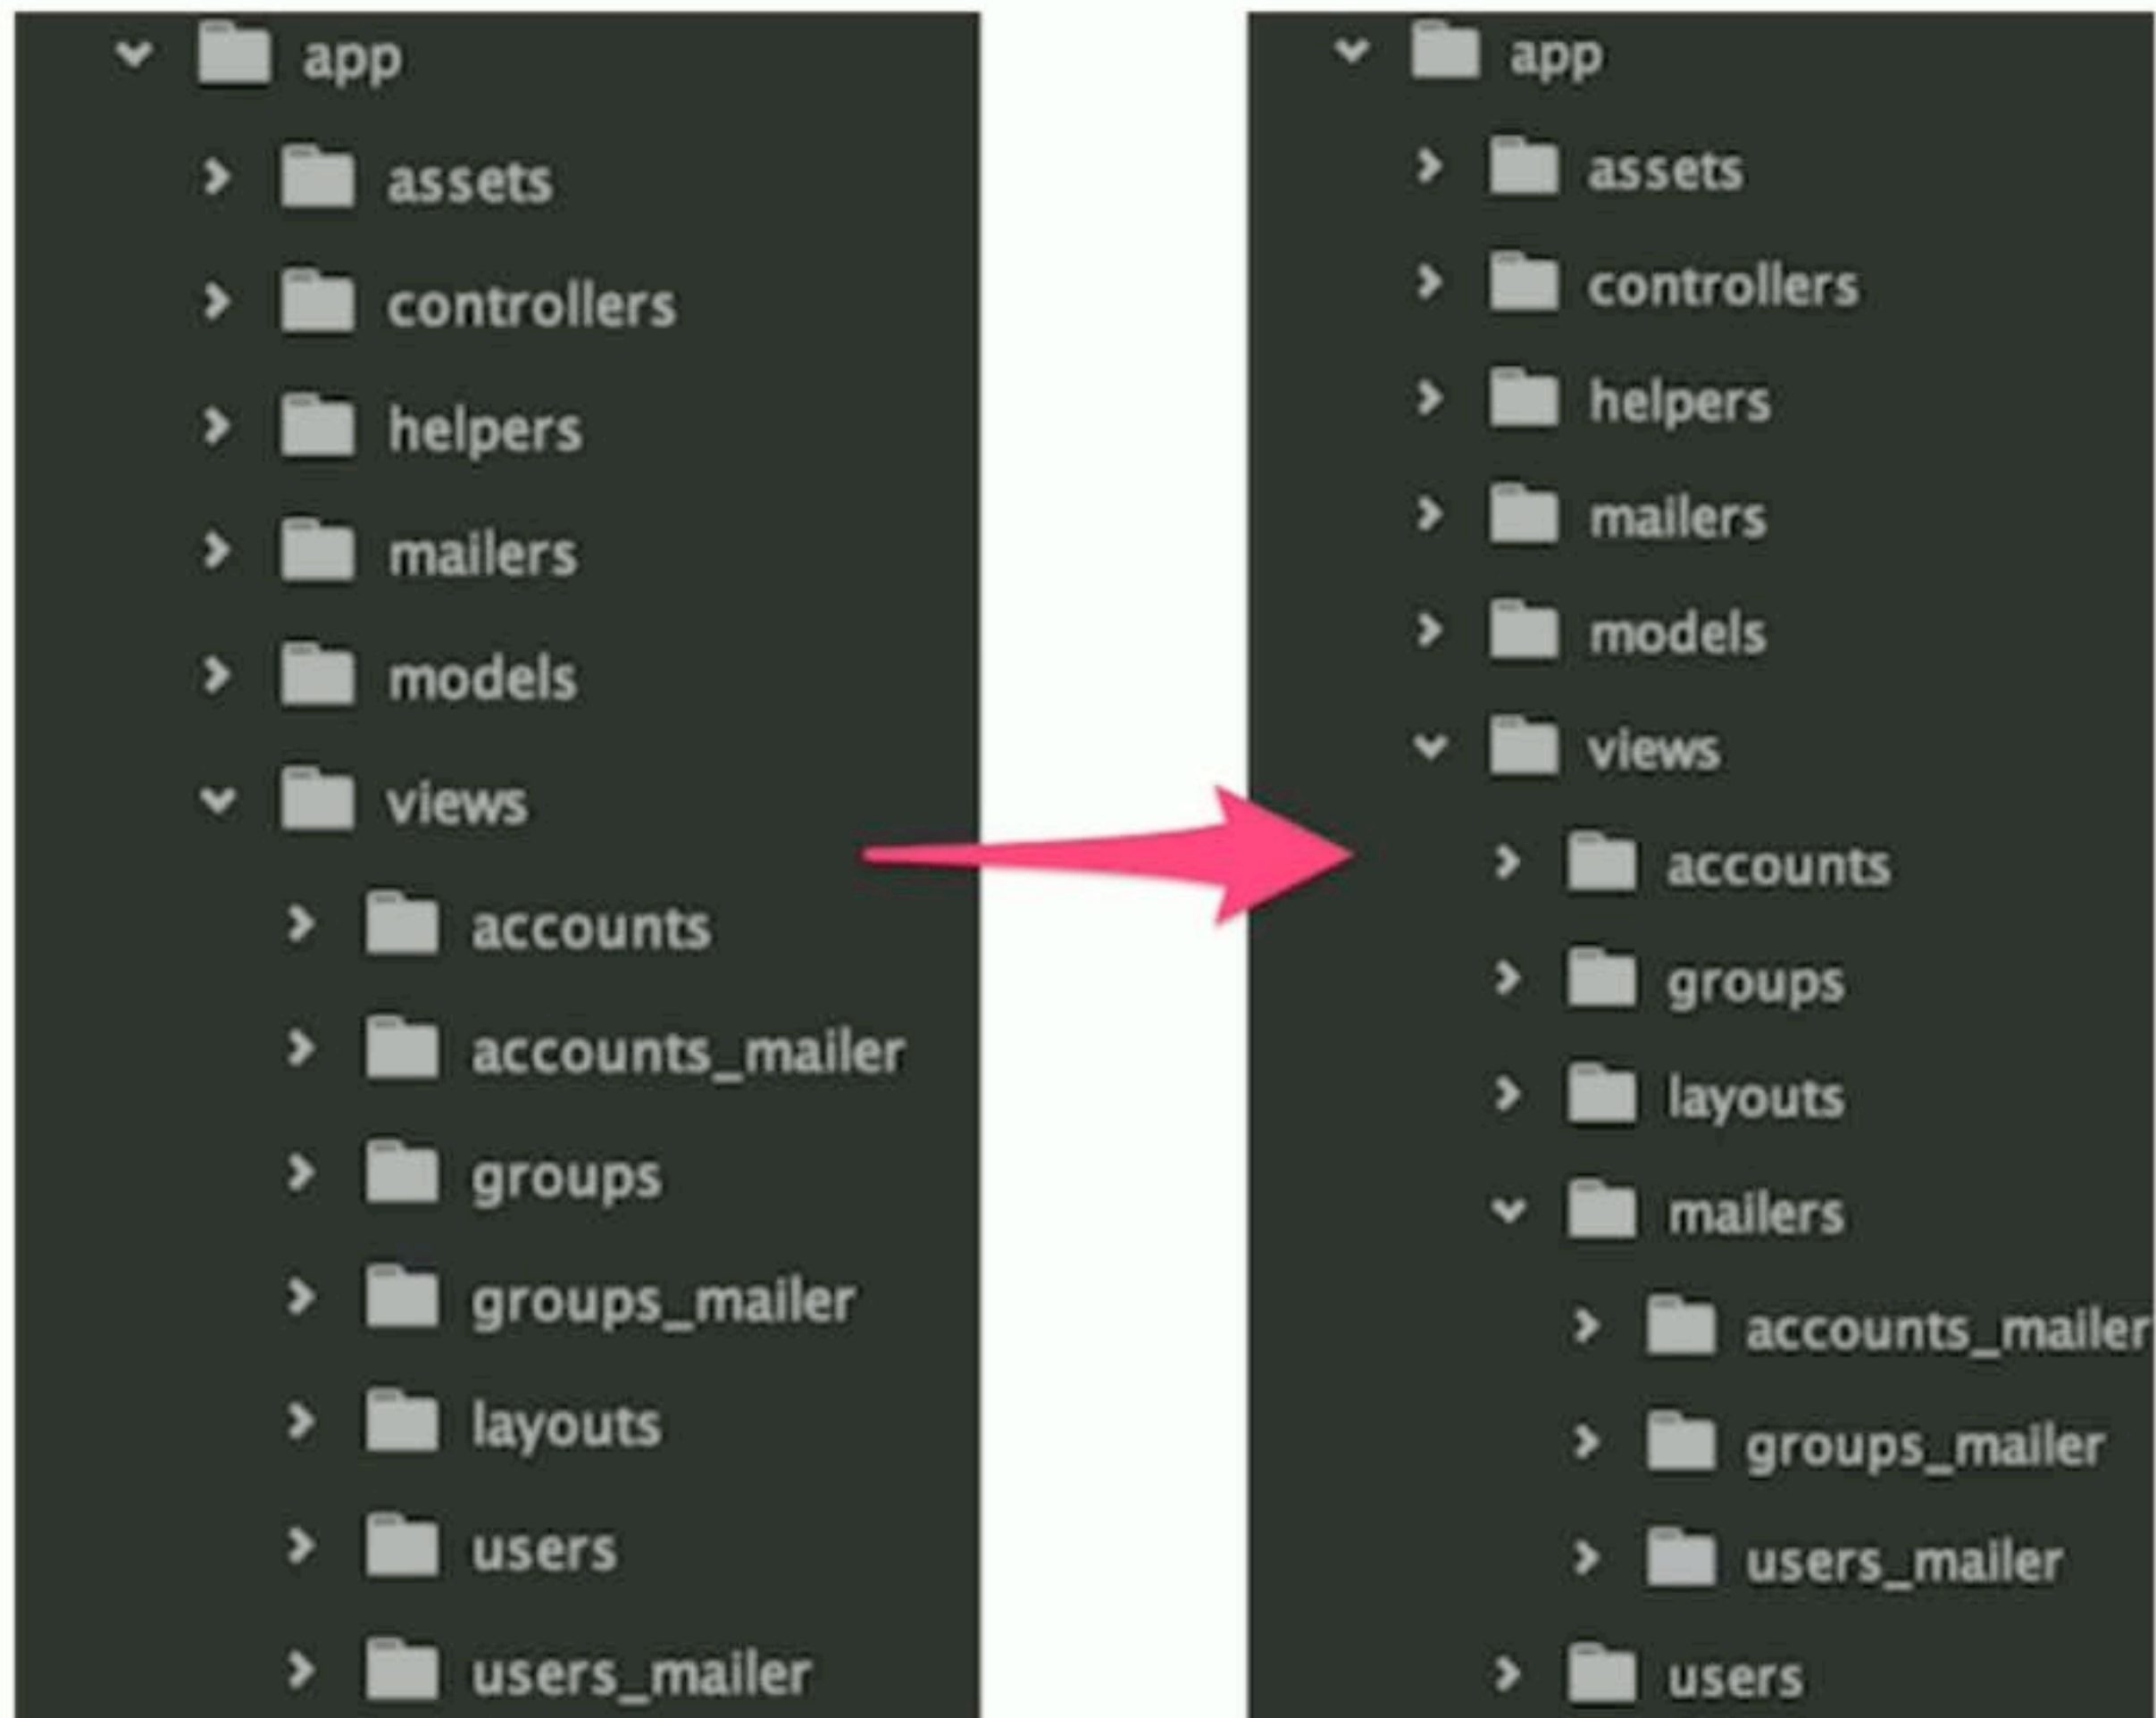 app
assets
controllers
helpers
mailers
models
views
accounts
accounts_mailer
groups
groups_mailer
layouts
users
users_mailer
app
assets
controllers
helpers
mailers
models
views
accounts
groups
layouts
mailers
accounts_mailer
groups_mailer
users_mailer
users